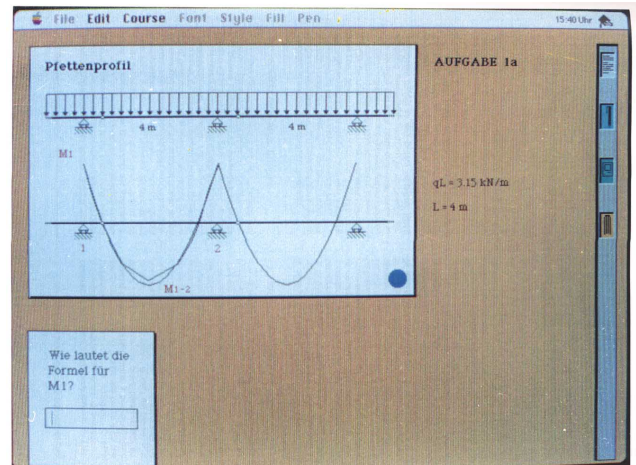 File Edit Course Font Style Fill Pen
15:40 Uhr
Pfettenprofil
4 m
4 m
M1
1
2
M1-2
AUFGABE 1a
qL = 3.15 kN/m
L = 4 m
Wie lautet die
Formel für
M1?